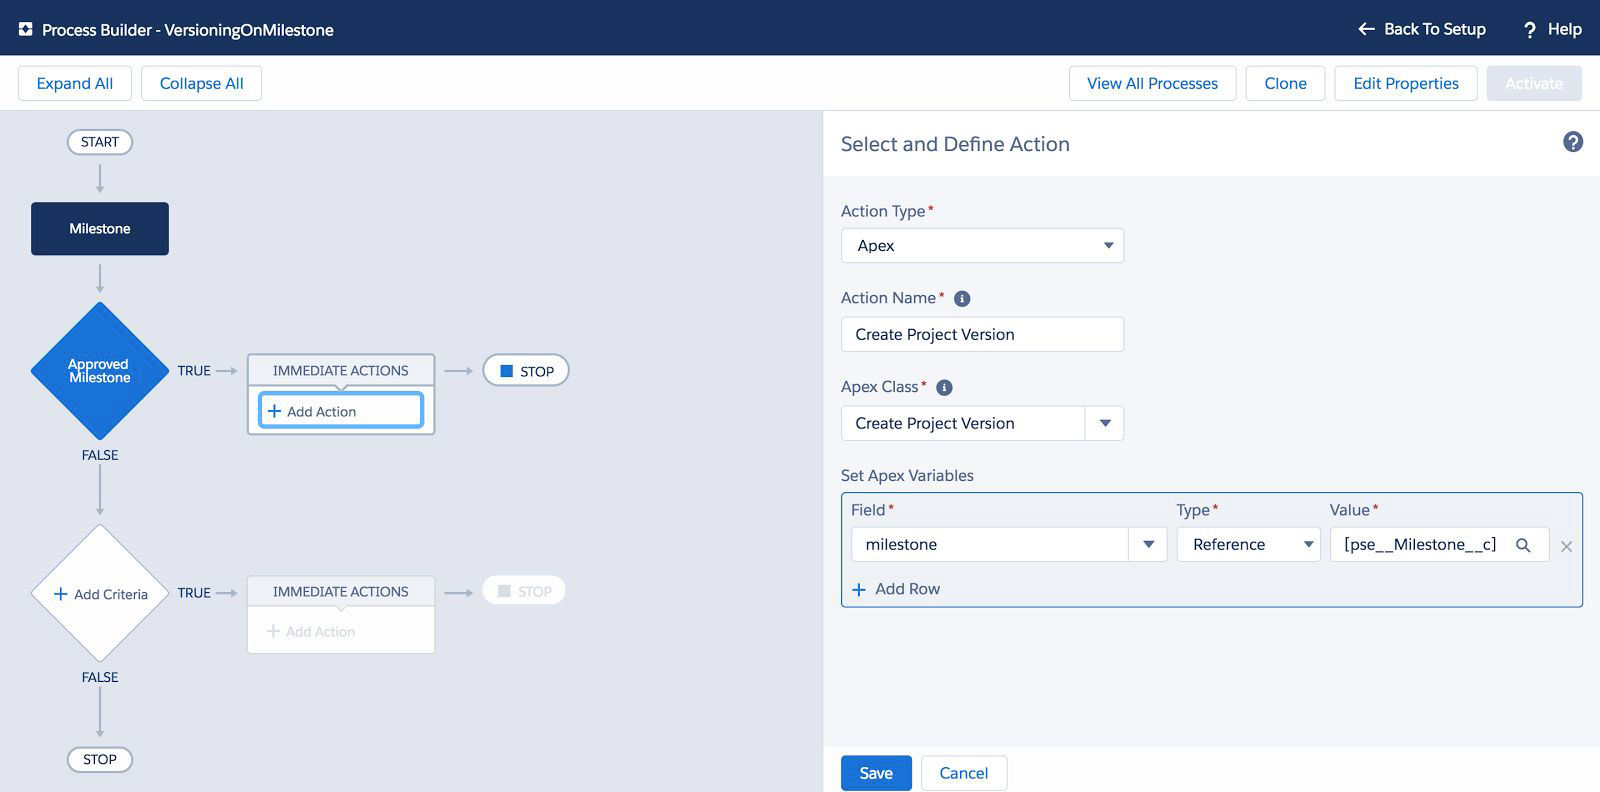 Process Builder - VersioningOnMilestone
Back To Setup
? Help
Expand All
Collapse All
View All Processes
Clone
Edit Properties
Activate
START
Milestone
Approved
Milestone
TRUE
IMMEDIATE ACTIONS
+ Add Action
STOP
FALSE
+ Add Criteria
TRUE
IMMEDIATE ACTIONS
+ Add Action
STOP
FALSE
STOP
Select and Define Action
?
Action Type*
Apex
Action Name* i
Create Project Version
Apex Class* i
Create Project Version
Set Apex Variables
Field* Type* Value*
milestone Reference [pse__Milestone__c]
+ Add Row
Save
Cancel